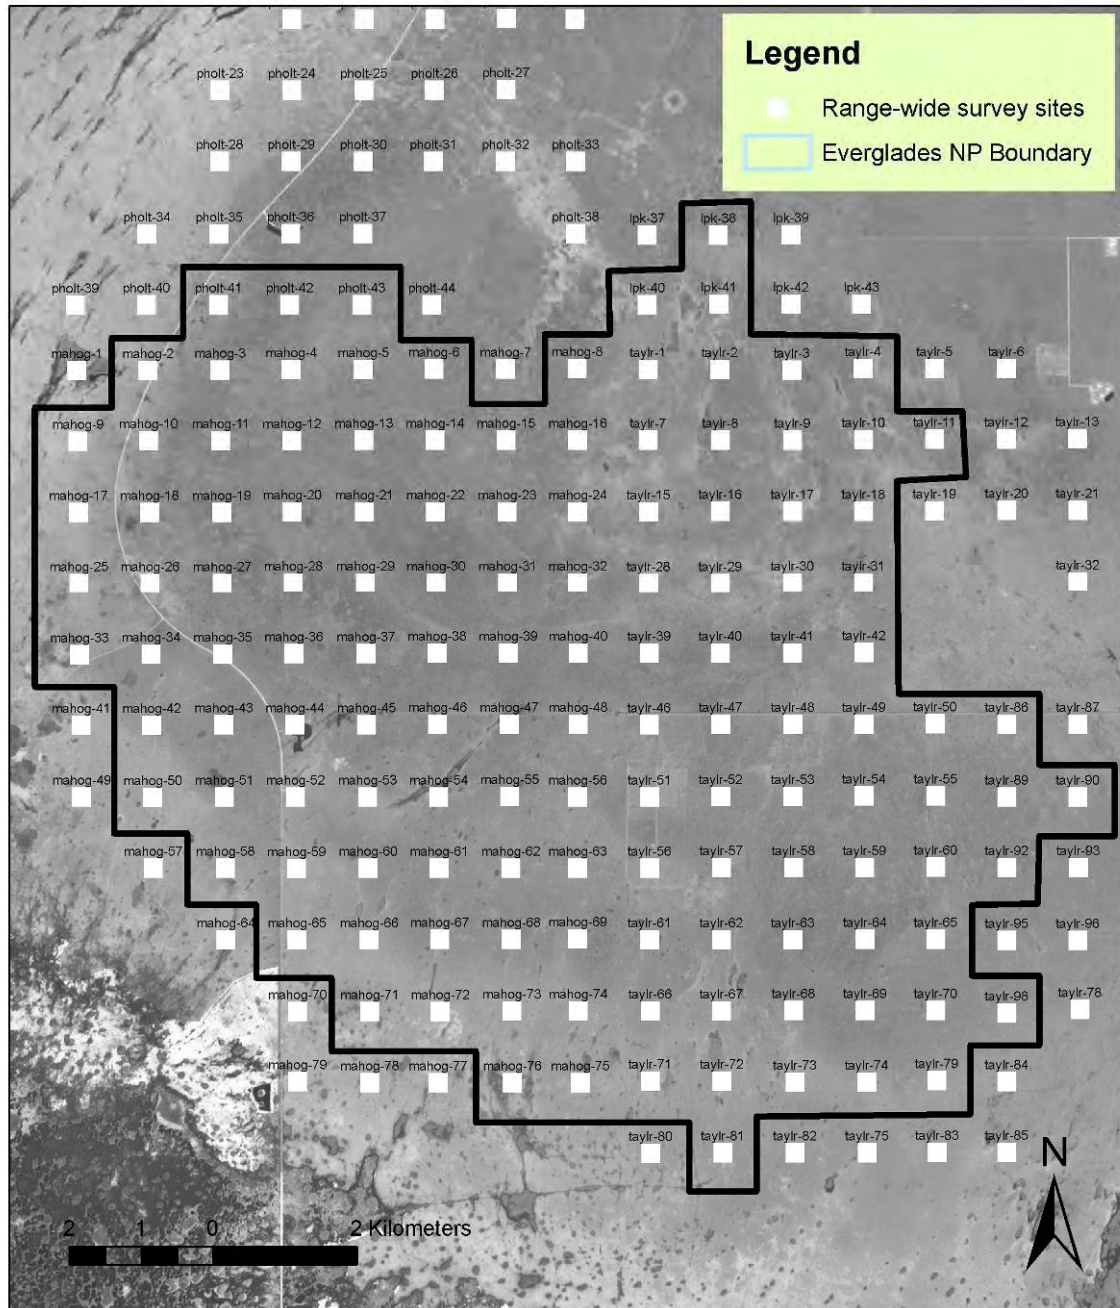 Legend
Range-wide survey sites
Everglades NP Boundary
pholt-23 pholt-24 pholt-25 pholt-26 pholt-27
pholt-28 pholt-29 pholt-30 pholt-31 pholt-32 pholt-33
pholt-34 pholt-35 pholt-36 pholt-37 pholt-38 lpk-37 lpk-38 lpk-39
pholt-39 pholt-40 pholt-41 pholt-42 pholt-43 pholt-44 lpk-40 lpk-41 lpk-42 lpk-43
mahog-1 mahog-2 mahog-3 mahog-4 mahog-5 mahog-6 mahog-7 mahog-8 taylr-1 taylr-2 taylr-3 taylr-4 taylr-5 taylr-6
mahog-9 mahog-10 mahog-11 mahog-12 mahog-13 mahog-14 mahog-15 mahog-16 taylr-7 taylr-8 taylr-9 taylr-10 taylr-11 taylr-12 taylr-13
mahog-17 mahog-18 mahog-19 mahog-20 mahog-21 mahog-22 mahog-23 mahog-24 taylr-15 taylr-16 taylr-17 taylr-18 taylr-19 taylr-20 taylr-21
mahog-25 mahog-26 mahog-27 mahog-28 mahog-29 mahog-30 mahog-31 mahog-32 taylr-28 taylr-29 taylr-30 taylr-31 taylr-32
mahog-33 mahog-34 mahog-35 mahog-36 mahog-37 mahog-38 mahog-39 mahog-40 taylr-39 taylr-40 taylr-41 taylr-42
mahog-41 mahog-42 mahog-43 mahog-44 mahog-45 mahog-46 mahog-47 mahog-48 taylr-46 taylr-47 taylr-48 taylr-49 taylr-50 taylr-86 taylr-87
mahog-49 mahog-50 mahog-51 mahog-52 mahog-53 mahog-54 mahog-55 mahog-56 taylr-51 taylr-52 taylr-53 taylr-54 taylr-55 taylr-89 taylr-90
mahog-57 mahog-58 mahog-59 mahog-60 mahog-61 mahog-62 mahog-63 taylr-56 taylr-57 taylr-58 taylr-59 taylr-60 taylr-92 taylr-93
mahog-64 mahog-65 mahog-66 mahog-67 mahog-68 mahog-69 taylr-61 taylr-62 taylr-63 taylr-64 taylr-65 taylr-95 taylr-96
mahog-70 mahog-71 mahog-72 mahog-73 mahog-74 taylr-66 taylr-67 taylr-68 taylr-69 taylr-70 taylr-98 taylr-78
mahog-79 mahog-78 mahog-77 mahog-76 mahog-75 taylr-71 taylr-72 taylr-73 taylr-74 taylr-79 taylr-84
taylr-80 taylr-81 taylr-82 taylr-75 taylr-83 taylr-85
N
2 1 0 2 Kilometers